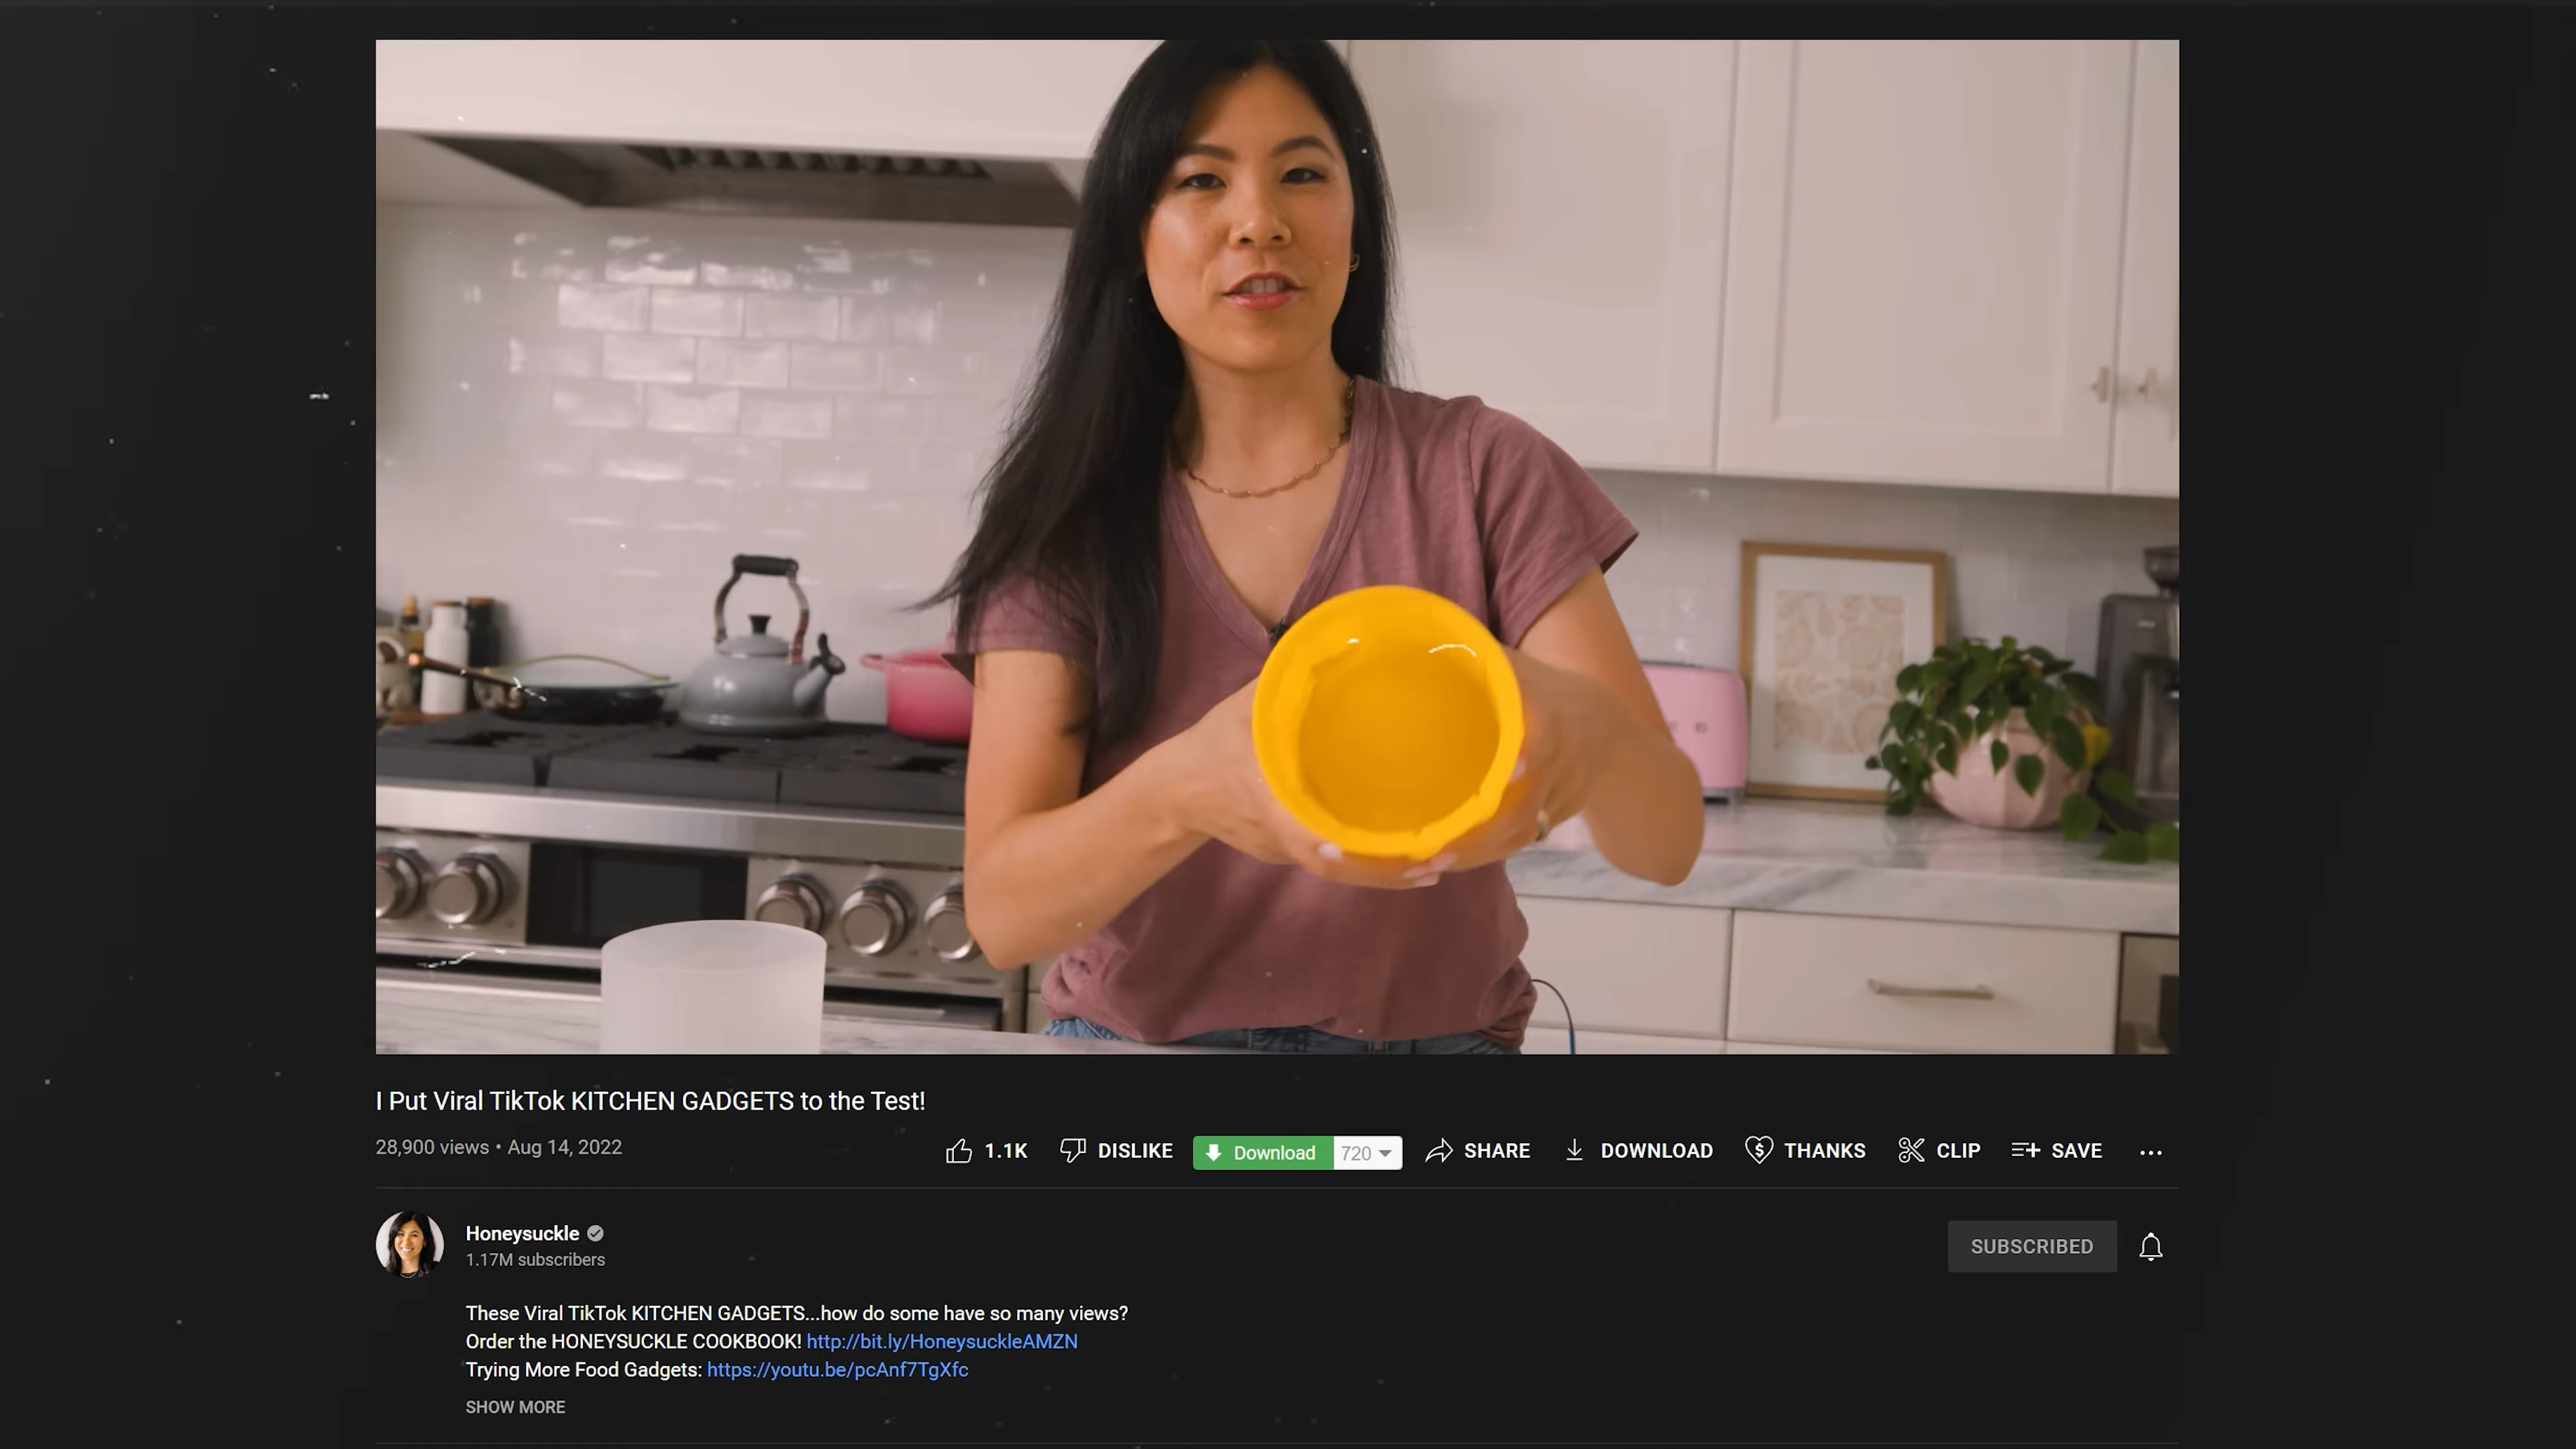 I Put Viral TikTok KITCHEN GADGETS to the Test!
28,900 views • Aug 14, 2022
1.1K DISLIKE Download 720 SHARE DOWNLOAD THANKS CLIP SAVE ...
Honeysuckle
1.17M subscribers
SUBSCRIBED
These Viral TikTok KITCHEN GADGETS...how do some have so many views?
Order the HONEYSUCKLE COOKBOOK! http://bit.ly/HoneysuckleAMZN
Trying More Food Gadgets: https://youtu.be/pcAnf7TgXfc
SHOW MORE